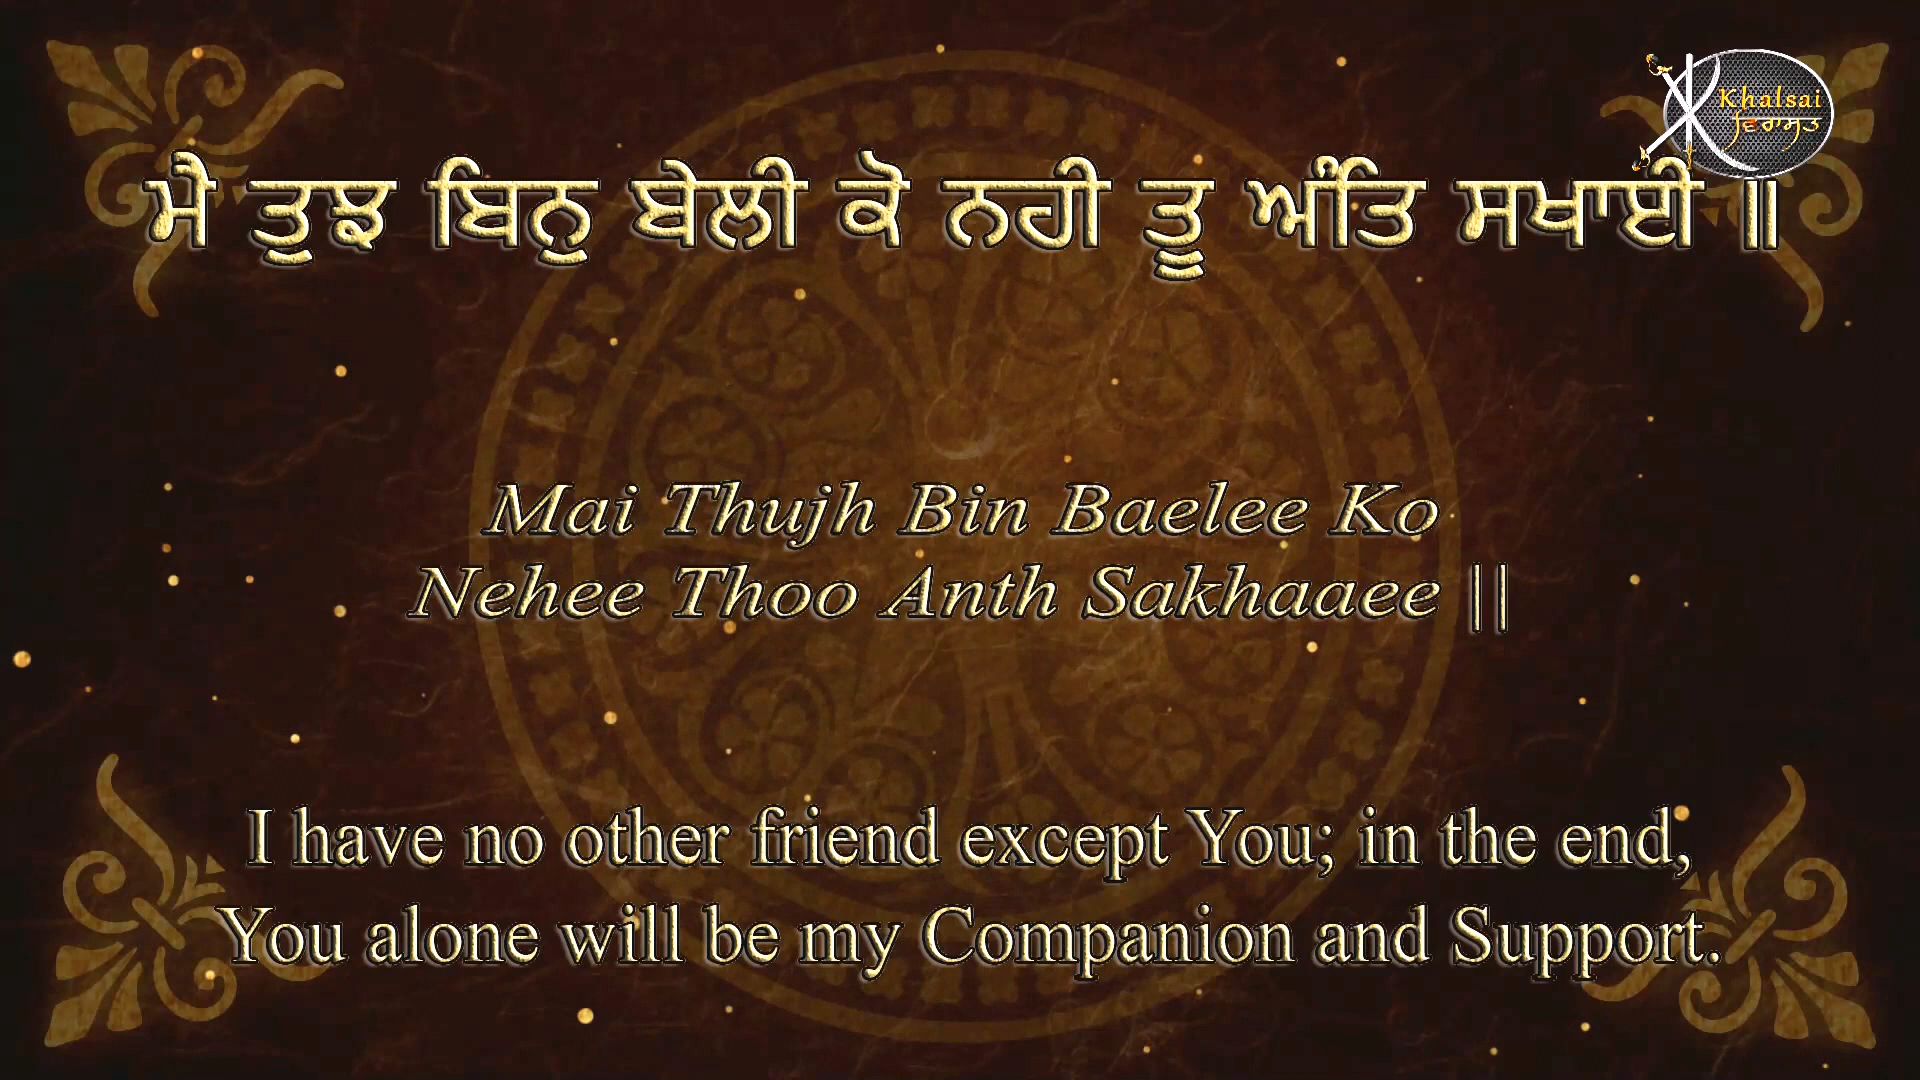 Khalsai
ਵਿਰਾਸਤ
ਮੈ ਤੁਝ ਬਿਨੁ ਬੇਲੀ ਕੋ ਨਹੀ ਤੂ ਅੰਤਿ ਸਖਾਈ ॥
Mai Thujh Bin Baelee Ko
Nehee Thoo Anth Sakhaaee ||
I have no other friend except You; in the end,
You alone will be my Companion and Support.